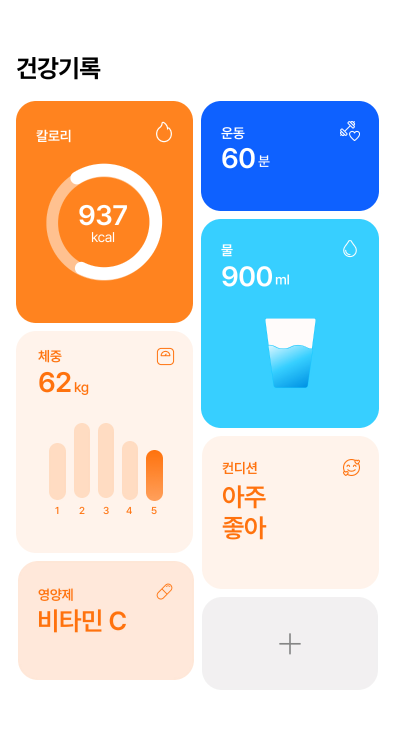 건강기록
칼로리
937
kcal
운동
60분
물
900ml
체중
62kg
1 2 3 4 5
컨디션
아주
좋아
영양제
비타민 C